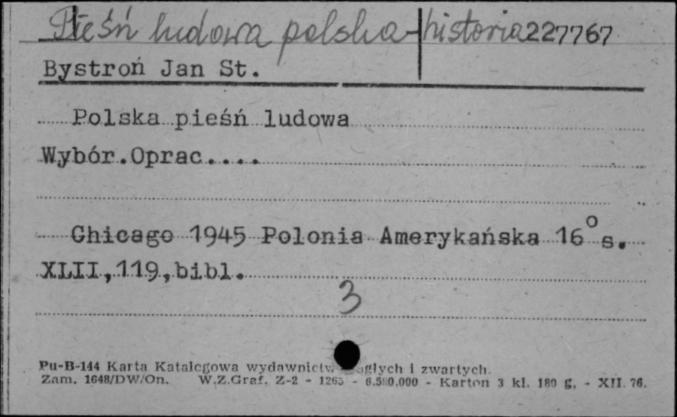 Pieśń ludowa polska - historia 227767
Bystroń Jan St.
Polska pieśń ludowa
Wybór.Oprac....
Chicago 1945 Polonia Amerykańska 16° s.
XLII,119,bibl.
3
Pu-B-144 Karta Katalogowa wydawnictw ciągłych i zwartych.
Zam. 1648/DW/On. W.Z.Graf. Z-2 - 1265 - 6.500.000 - Karton 3 kl. 180 g. - XII. 76.